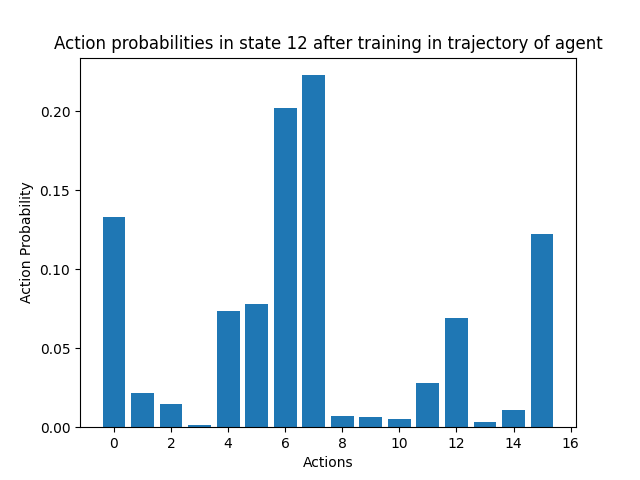 Action probabilities in state 12 after training in trajectory of agent
0.20
0.15
0.10
0.05
0.00
Action Probability
0 2 4 6 8 10 12 14 16
Actions